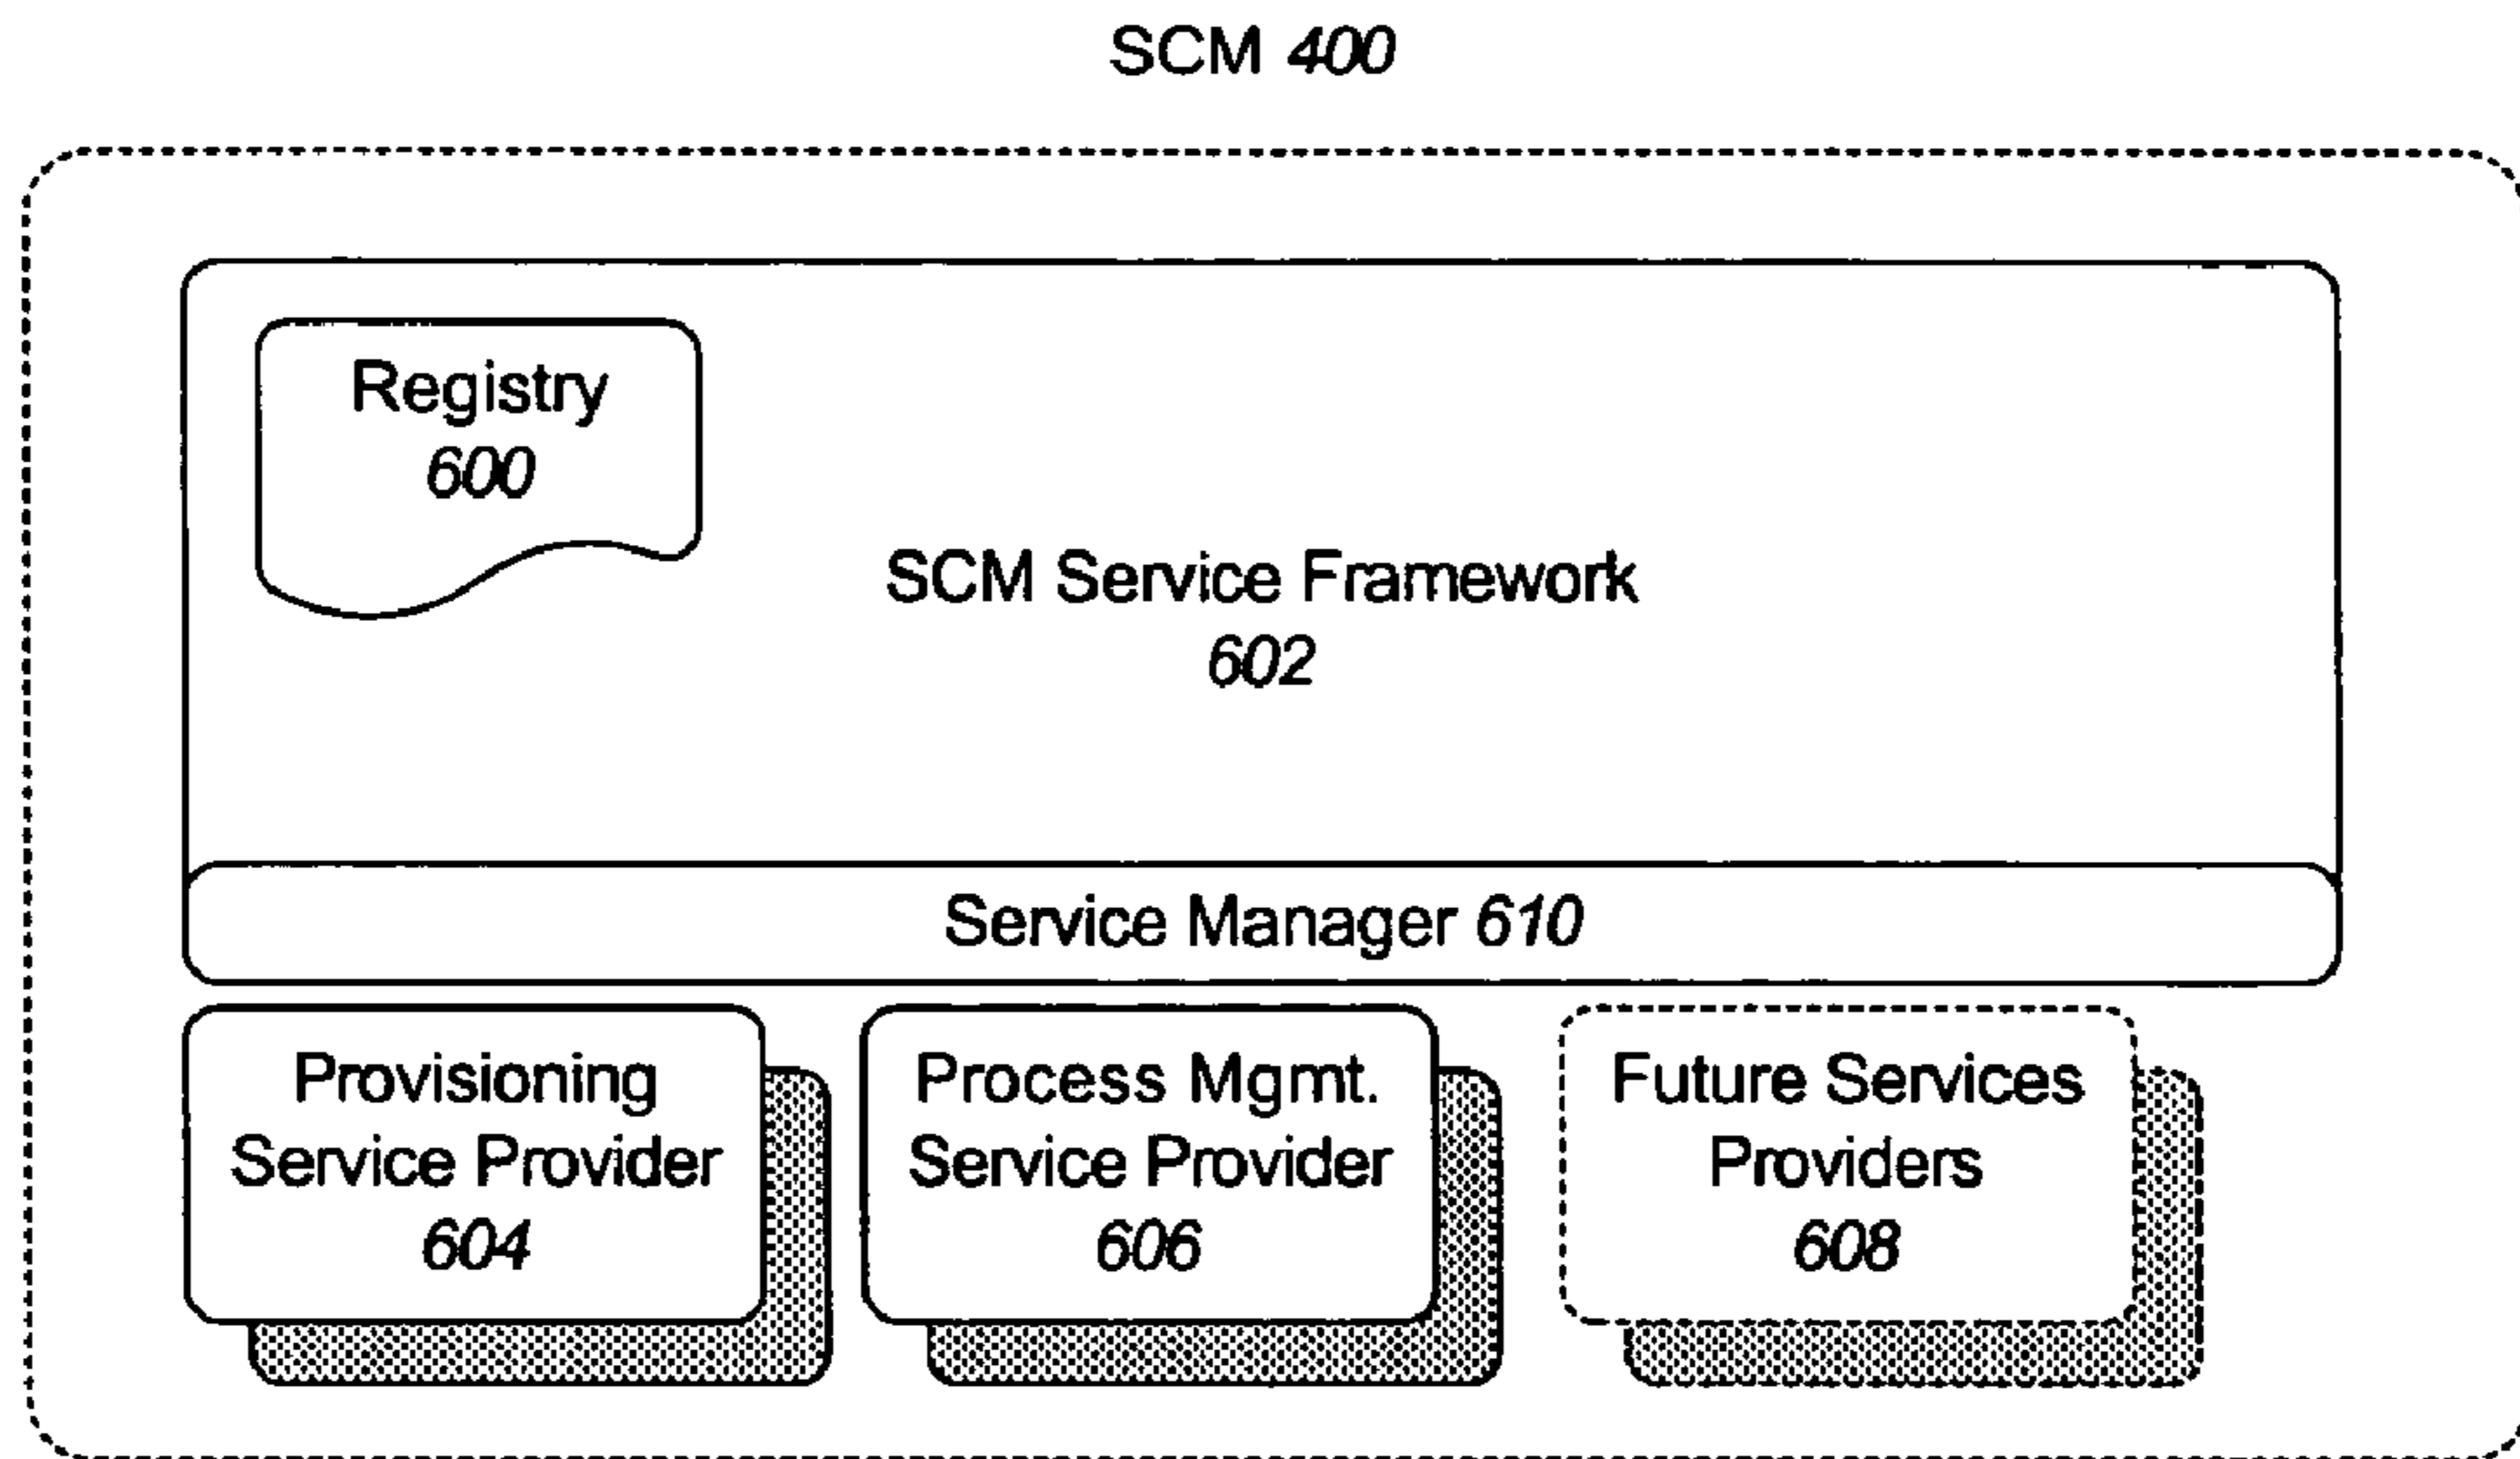 SCM 400
Registry
600
SCM Service Framework
602
Service Manager 610
Provisioning
Service Provider
604
Process Mgmt.
Service Provider
606
Future Services
Providers
608